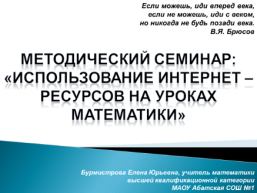 Если можешь, иди вперед века,
если не можешь, иди с веком,
но никогда не будь позади века.
В.Я. Брюсов
МЕТОДИЧЕСКИЙ СЕМИНАР:
«ИСПОЛЬЗОВАНИЕ ИНТЕРНЕТ –
РЕСУРСОВ НА УРОКАХ
МАТЕМАТИКИ»
Бурмистрова Елена Юрьевна, учитель математики
высшей квалификационной категории
МАОУ Абатская СОШ №1